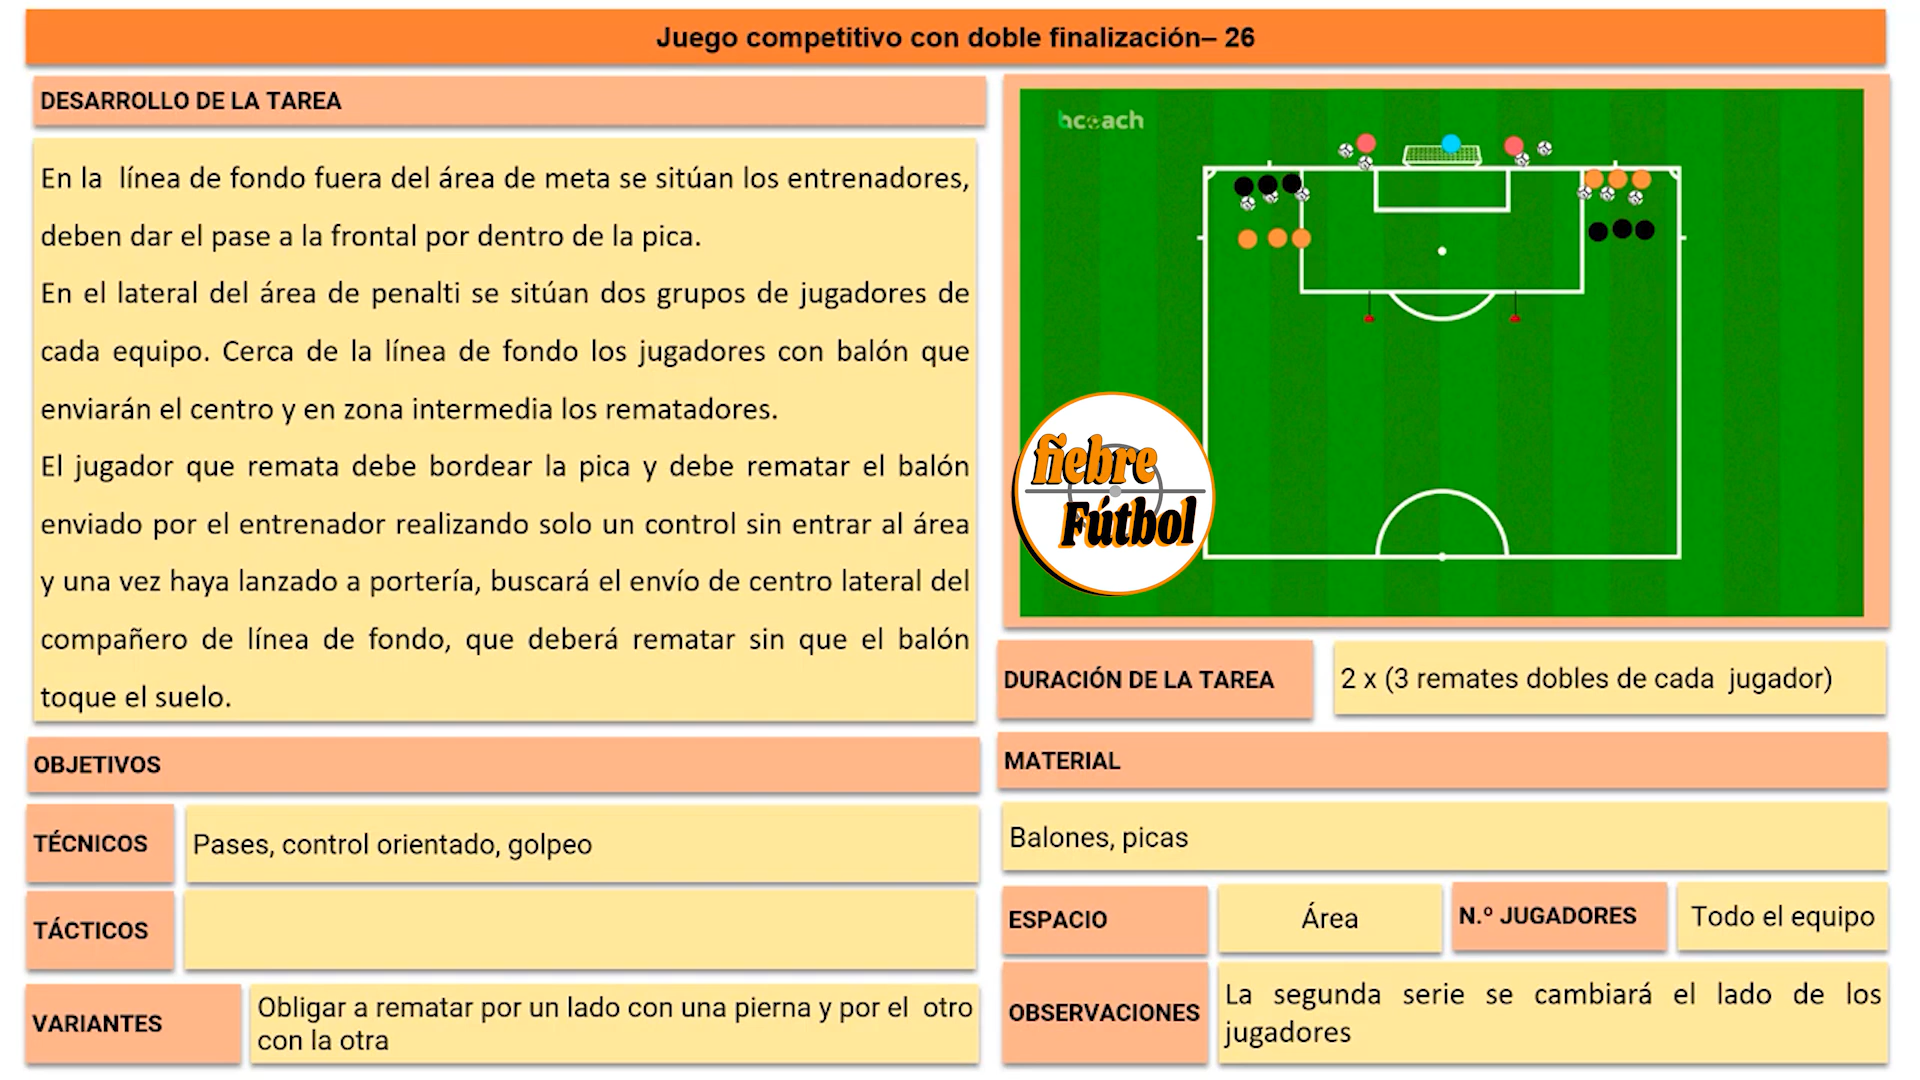 Juego competitivo con doble finalización– 26
DESARROLLO DE LA TAREA
En la línea de fondo fuera del área de meta se sitúan los entrenadores,
deben dar el pase a la frontal por dentro de la pica.
En el lateral del área de penalti se sitúan dos grupos de jugadores de
cada equipo. Cerca de la línea de fondo los jugadores con balón que
enviarán el centro y en zona intermedia los rematadores.
El jugador que remata debe bordear la pica y debe rematar el balón
enviado por el entrenador realizando solo un control sin entrar al área
y una vez haya lanzado a portería, buscará el envío de centro lateral del
compañero de línea de fondo, que deberá rematar sin que el balón
toque el suelo.
bcoach
fiebre
Fútbol
DURACIÓN DE LA TAREA
2 x (3 remates dobles de cada jugador)
OBJETIVOS
TÉCNICOS
Pases, control orientado, golpeo
TÁCTICOS
VARIANTES
Obligar a rematar por un lado con una pierna y por el otro
con la otra
MATERIAL
Balones, picas
ESPACIO
Área
N.º JUGADORES
Todo el equipo
OBSERVACIONES
La segunda serie se cambiará el lado de los
jugadores